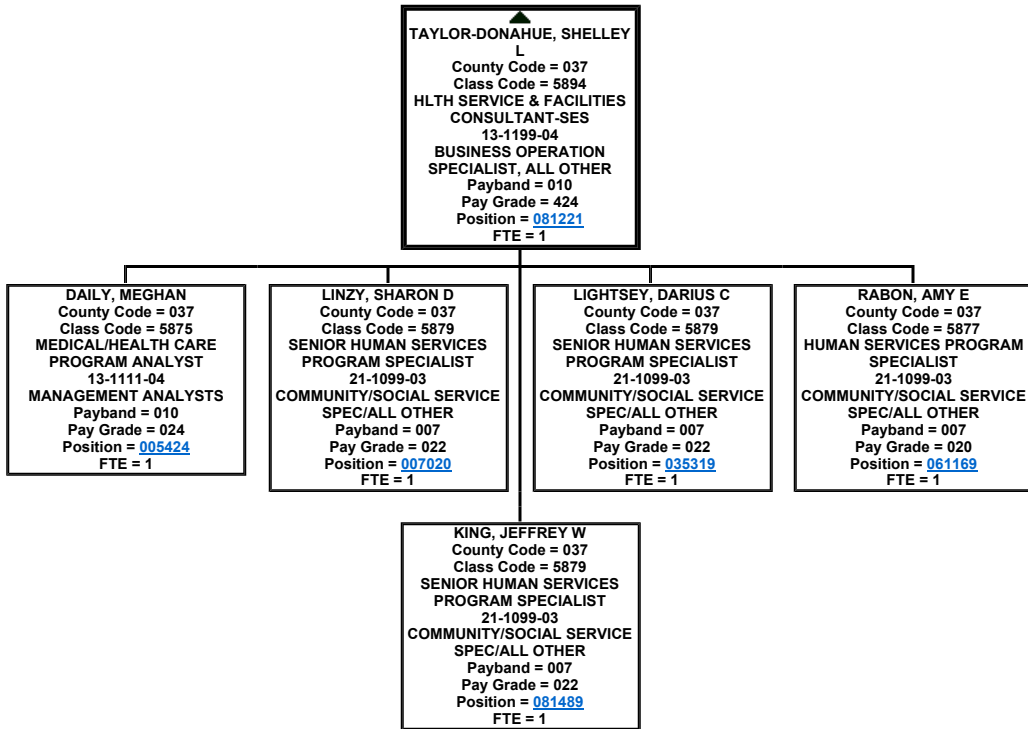 TAYLOR-DONAHUE, SHELLEY
L
County Code = 037
Class Code = 5894
HLTH SERVICE & FACILITIES
CONSULTANT-SES
13-1199-04
BUSINESS OPERATION
SPECIALIST, ALL OTHER
Payband = 010
Pay Grade = 424
Position = 081221
FTE = 1
DAILY, MEGHAN
County Code = 037
Class Code = 5875
MEDICAL/HEALTH CARE
PROGRAM ANALYST
13-1111-04
MANAGEMENT ANALYSTS
Payband = 010
Pay Grade = 024
Position = 005424
FTE = 1
LINZY, SHARON D
County Code = 037
Class Code = 5879
SENIOR HUMAN SERVICES
PROGRAM SPECIALIST
21-1099-03
COMMUNITY/SOCIAL SERVICE
SPEC/ALL OTHER
Payband = 007
Pay Grade = 022
Position = 007020
FTE = 1
LIGHTSEY, DARIUS C
County Code = 037
Class Code = 5879
SENIOR HUMAN SERVICES
PROGRAM SPECIALIST
21-1099-03
COMMUNITY/SOCIAL SERVICE
SPEC/ALL OTHER
Payband = 007
Pay Grade = 022
Position = 035319
FTE = 1
RABON, AMY E
County Code = 037
Class Code = 5877
HUMAN SERVICES PROGRAM
SPECIALIST
21-1099-03
COMMUNITY/SOCIAL SERVICE
SPEC/ALL OTHER
Payband = 007
Pay Grade = 020
Position = 061169
FTE = 1
KING, JEFFREY W
County Code = 037
Class Code = 5879
SENIOR HUMAN SERVICES
PROGRAM SPECIALIST
21-1099-03
COMMUNITY/SOCIAL SERVICE
SPEC/ALL OTHER
Payband = 007
Pay Grade = 022
Position = 081489
FTE = 1